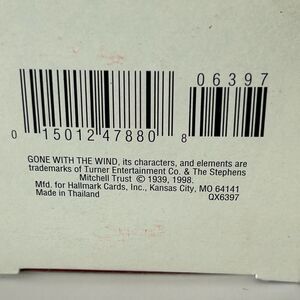 06397
0 15012 47880 8
GONE WITH THE WIND, its characters, and elements are
trademarks of Turner Entertainment Co. & The Stephens
Mitchell Trust © 1939, 1998.
Mfd. for Hallmark Cards, Inc., Kansas City, MO 64141
Made in Thailand QX6397